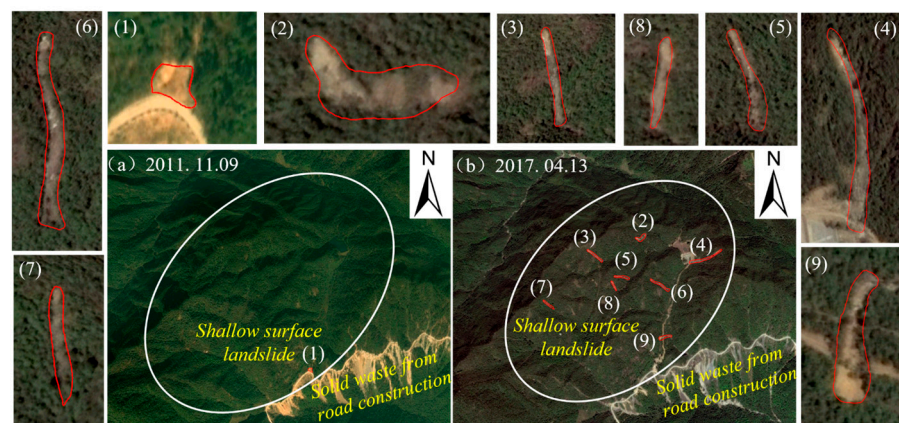 (6)
(1)
(2)
(3)
(8)
(5)
(4)
(a) 2011. 11. 09
N
Shallow surface
landslide
(1)
Solid waste from
road construction
(b) 2017. 04. 13
N
(2)
(3)
(4)
(5)
(7)
(8)
(6)
(9)
Shallow surface
landslide
Solid waste from
road construction
(7)
(9)